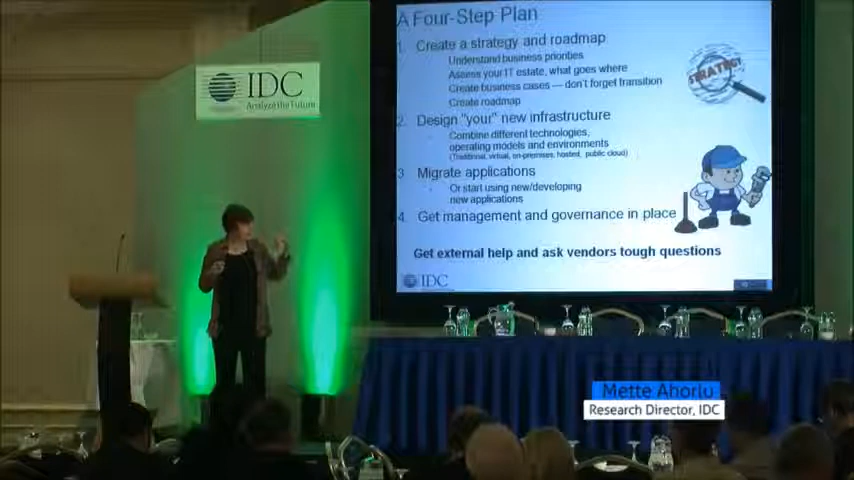 A Four-Step Plan
1. Create a strategy and roadmap
Understand business priorities
Assess your IT estate, what goes where
Create business cases — don't forget transition
Create roadmap
2. Design "your" new infrastructure
Combine different technologies,
operating models and environments
(Traditional, virtual, on-premises, hosted, public cloud)
3. Migrate applications
Or start using new/developing
new applications
4. Get management and governance in place
Get external help and ask vendors tough questions
STRATEGY
IDC
IDC
Analyze the Future
Mette Ahorlu
Research Director, IDC